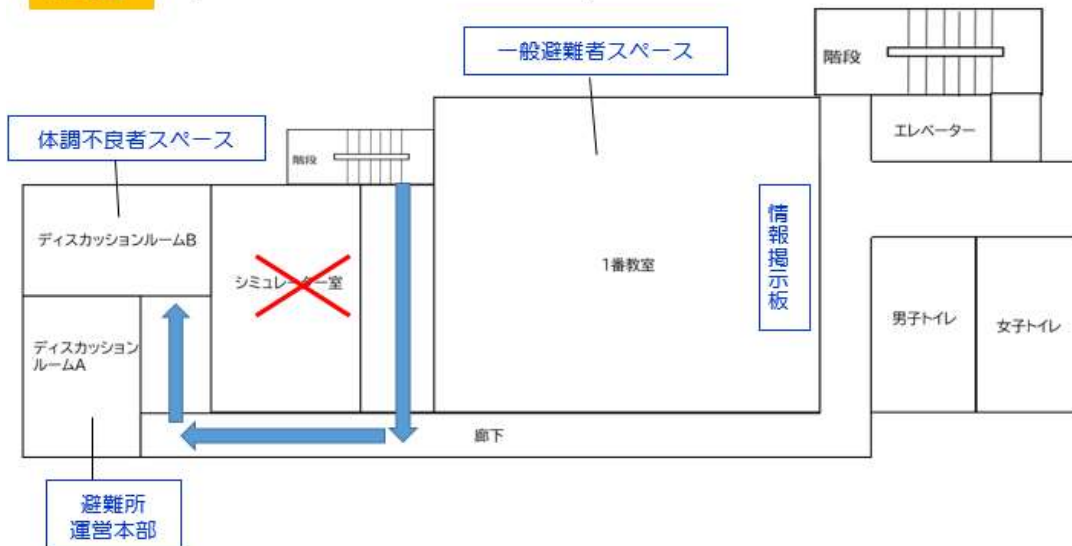 一般避難者スペース
階段
体調不良者スペース
階段
エレベーター
ディスカッションルームB
シミュレーター室
1番教室
情報掲示板
男子トイレ
女子トイレ
ディスカッション
ルームA
廊下
避難所
運営本部